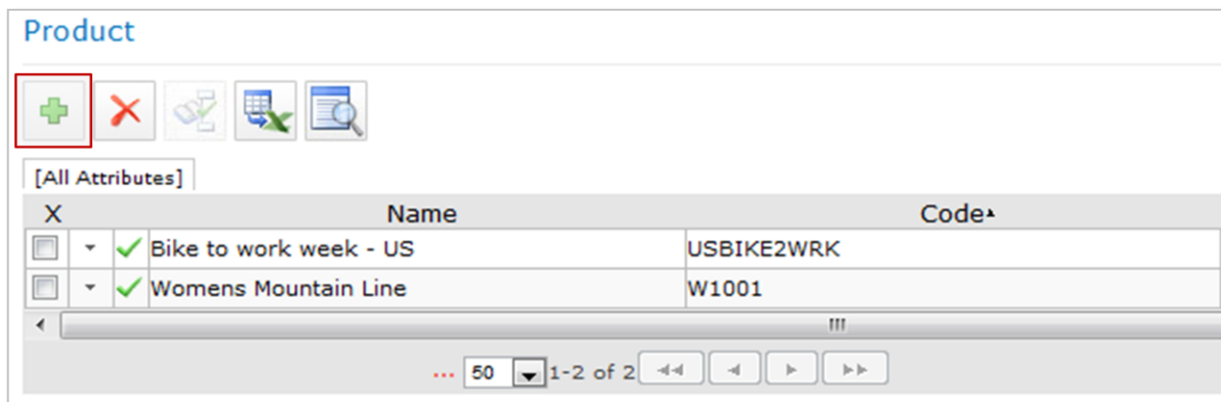 Product
[All Attributes]
X Name Code
Bike to work week - US USBIKE2WRK
Womens Mountain Line W1001
... 50 1-2 of 2